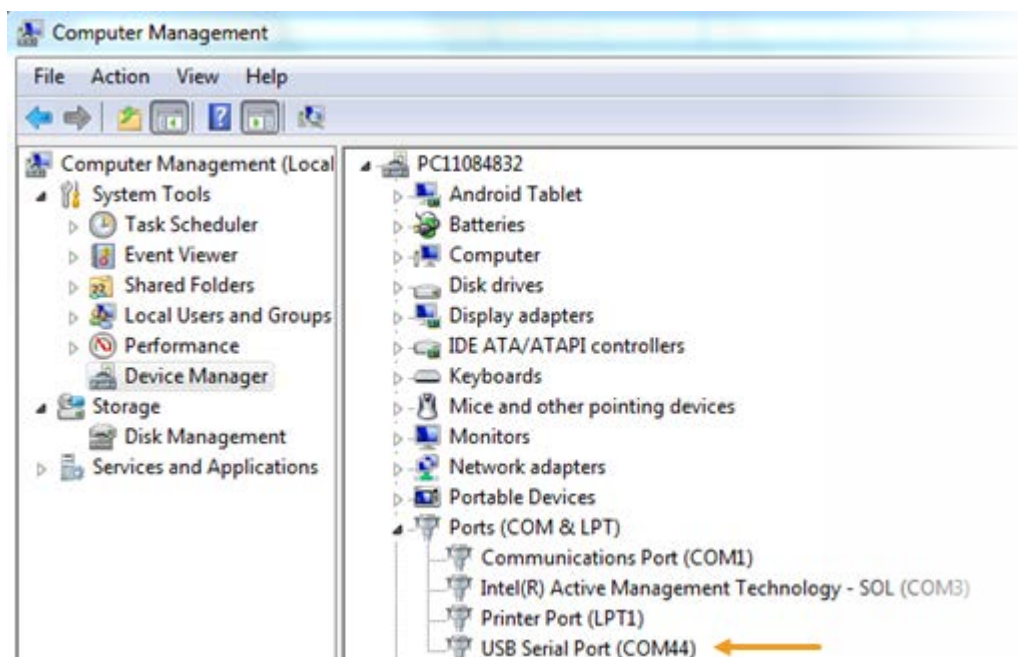 Computer Management
File Action View Help
Computer Management (Local
System Tools
Task Scheduler
Event Viewer
Shared Folders
Local Users and Groups
Performance
Device Manager
Storage
Disk Management
Services and Applications
PC11084832
Android Tablet
Batteries
Computer
Disk drives
Display adapters
IDE ATA/ATAPI controllers
Keyboards
Mice and other pointing devices
Monitors
Network adapters
Portable Devices
Ports (COM & LPT)
Communications Port (COM1)
Intel(R) Active Management Technology - SOL (COM3)
Printer Port (LPT1)
USB Serial Port (COM44)